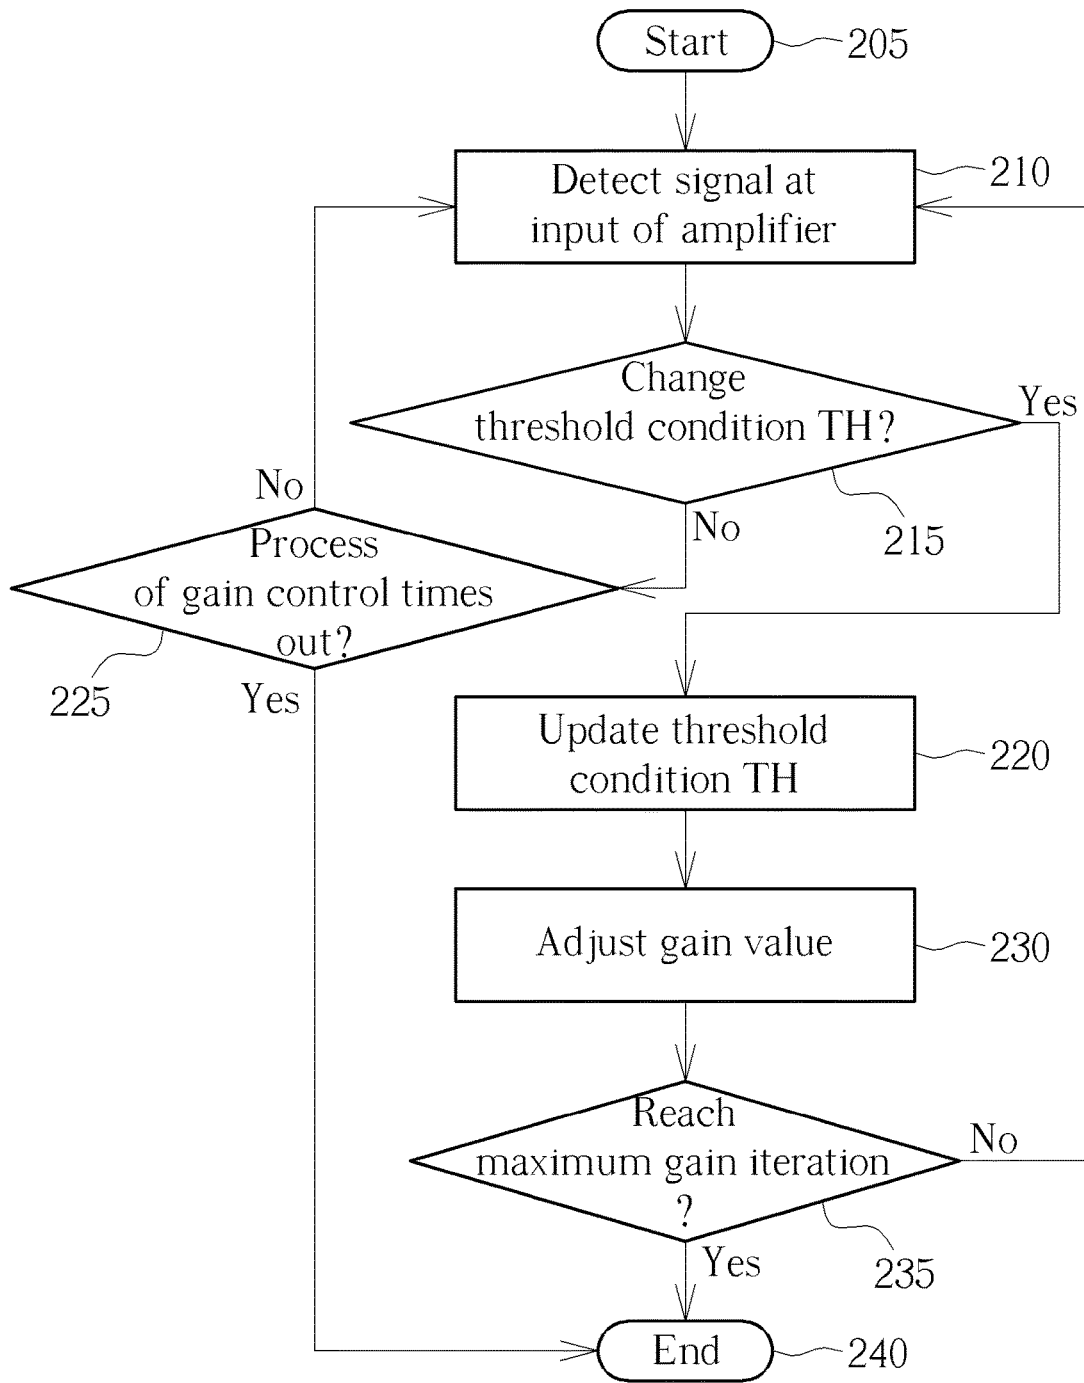 Start
205
Detect signal at
input of amplifier
210
Change
threshold condition TH?
Yes
No
215
No
Process
of gain control times
out?
225
Yes
Update threshold
condition TH
220
Adjust gain value
230
Reach
maximum gain iteration
?
No
235
Yes
End
240